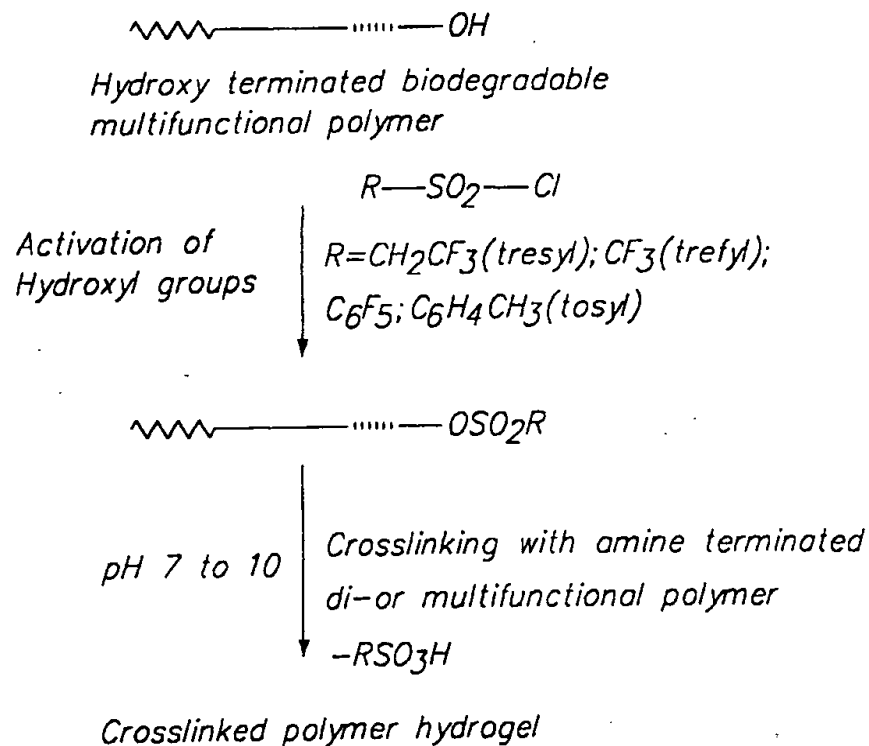 OH
Hydroxy terminated biodegradable
multifunctional polymer
R—SO₂—Cl
Activation of
Hydroxyl groups
R=CH₂CF₃(tresyl); CF₃(trefyl);
C₆F₅; C₆H₄CH₃(tosyl)
OSO₂R
pH 7 to 10
Crosslinking with amine terminated
di-or multifunctional polymer
-RSO₃H
Crosslinked polymer hydrogel